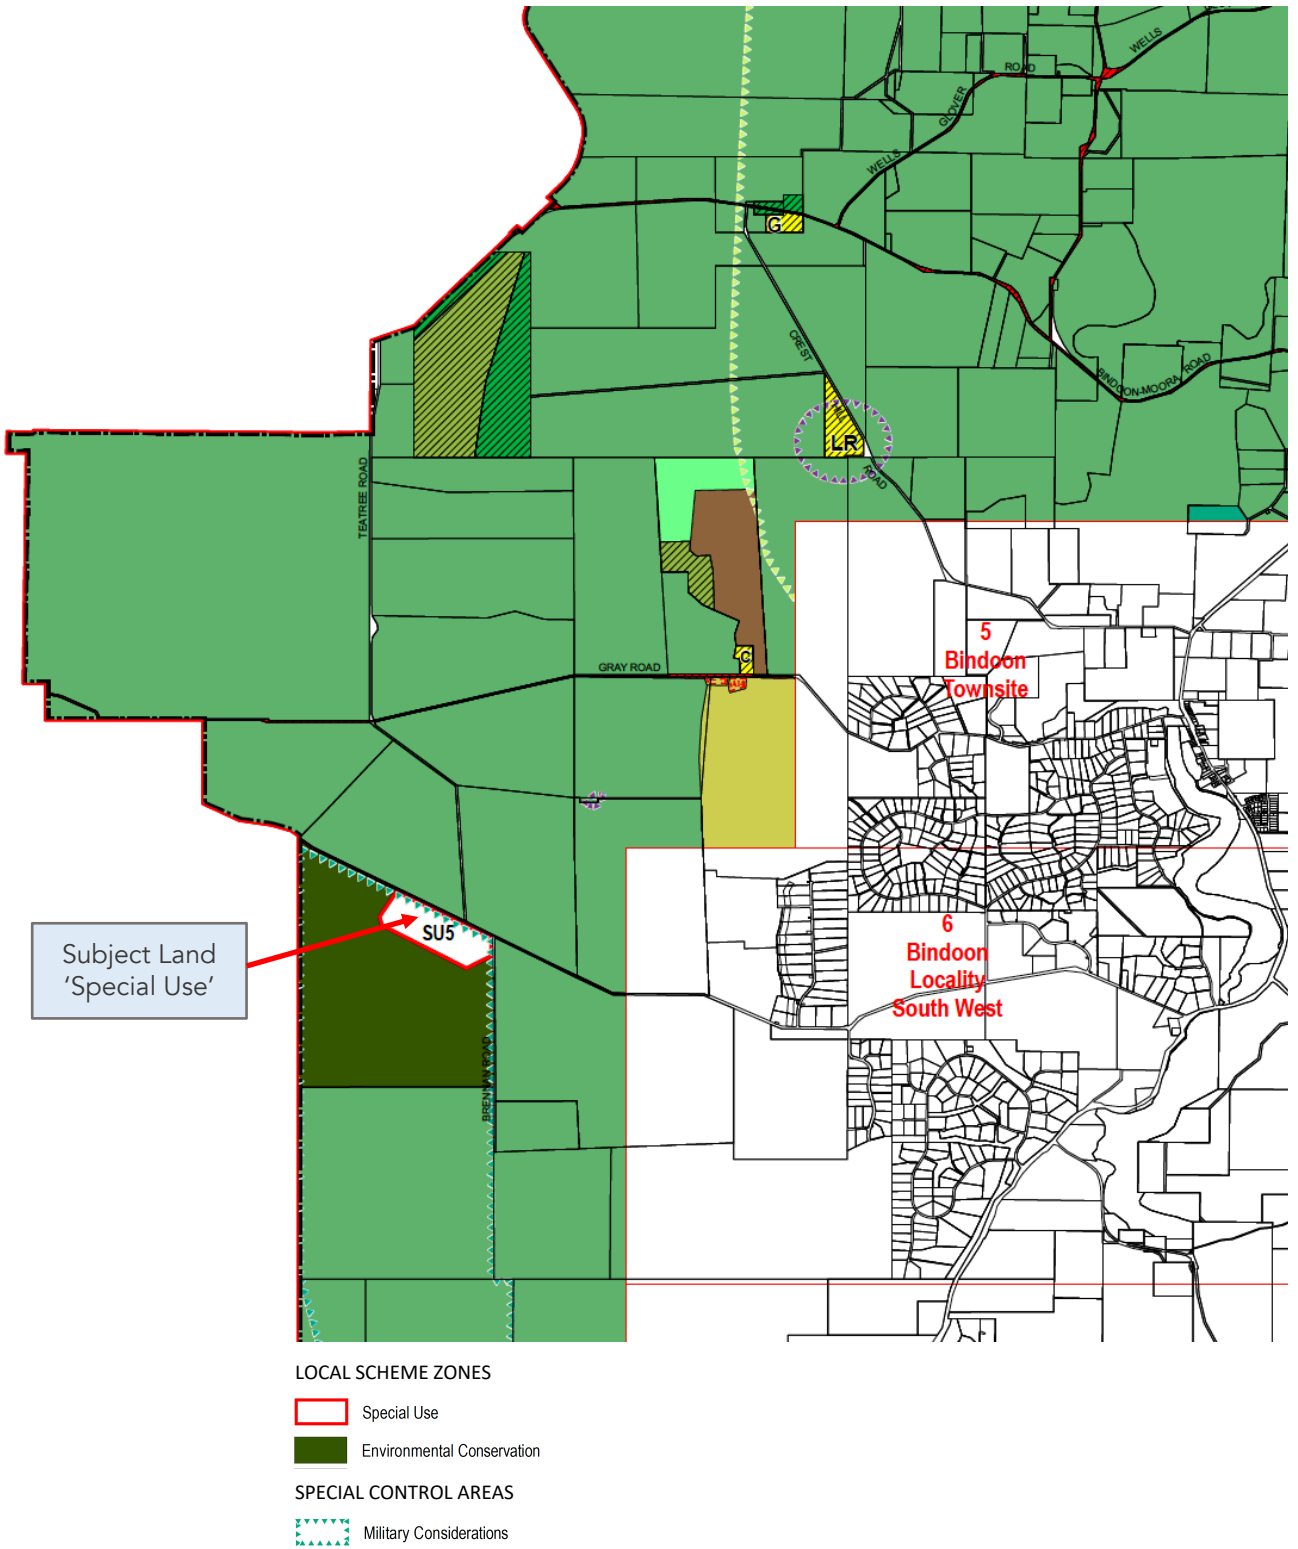 WELLS
ROAD
GLOVER
WELLS
G
CREST
BINDOON-MOORA ROAD
LR
ROAD
TEATREE ROAD
C
GRAY ROAD
5
Bindoon
Townsite
SU5
Subject Land
‘Special Use’
6
Bindoon
Locality
South West
BRENNAN ROAD
LOCAL SCHEME ZONES
Special Use
Environmental Conservation
SPECIAL CONTROL AREAS
Military Considerations